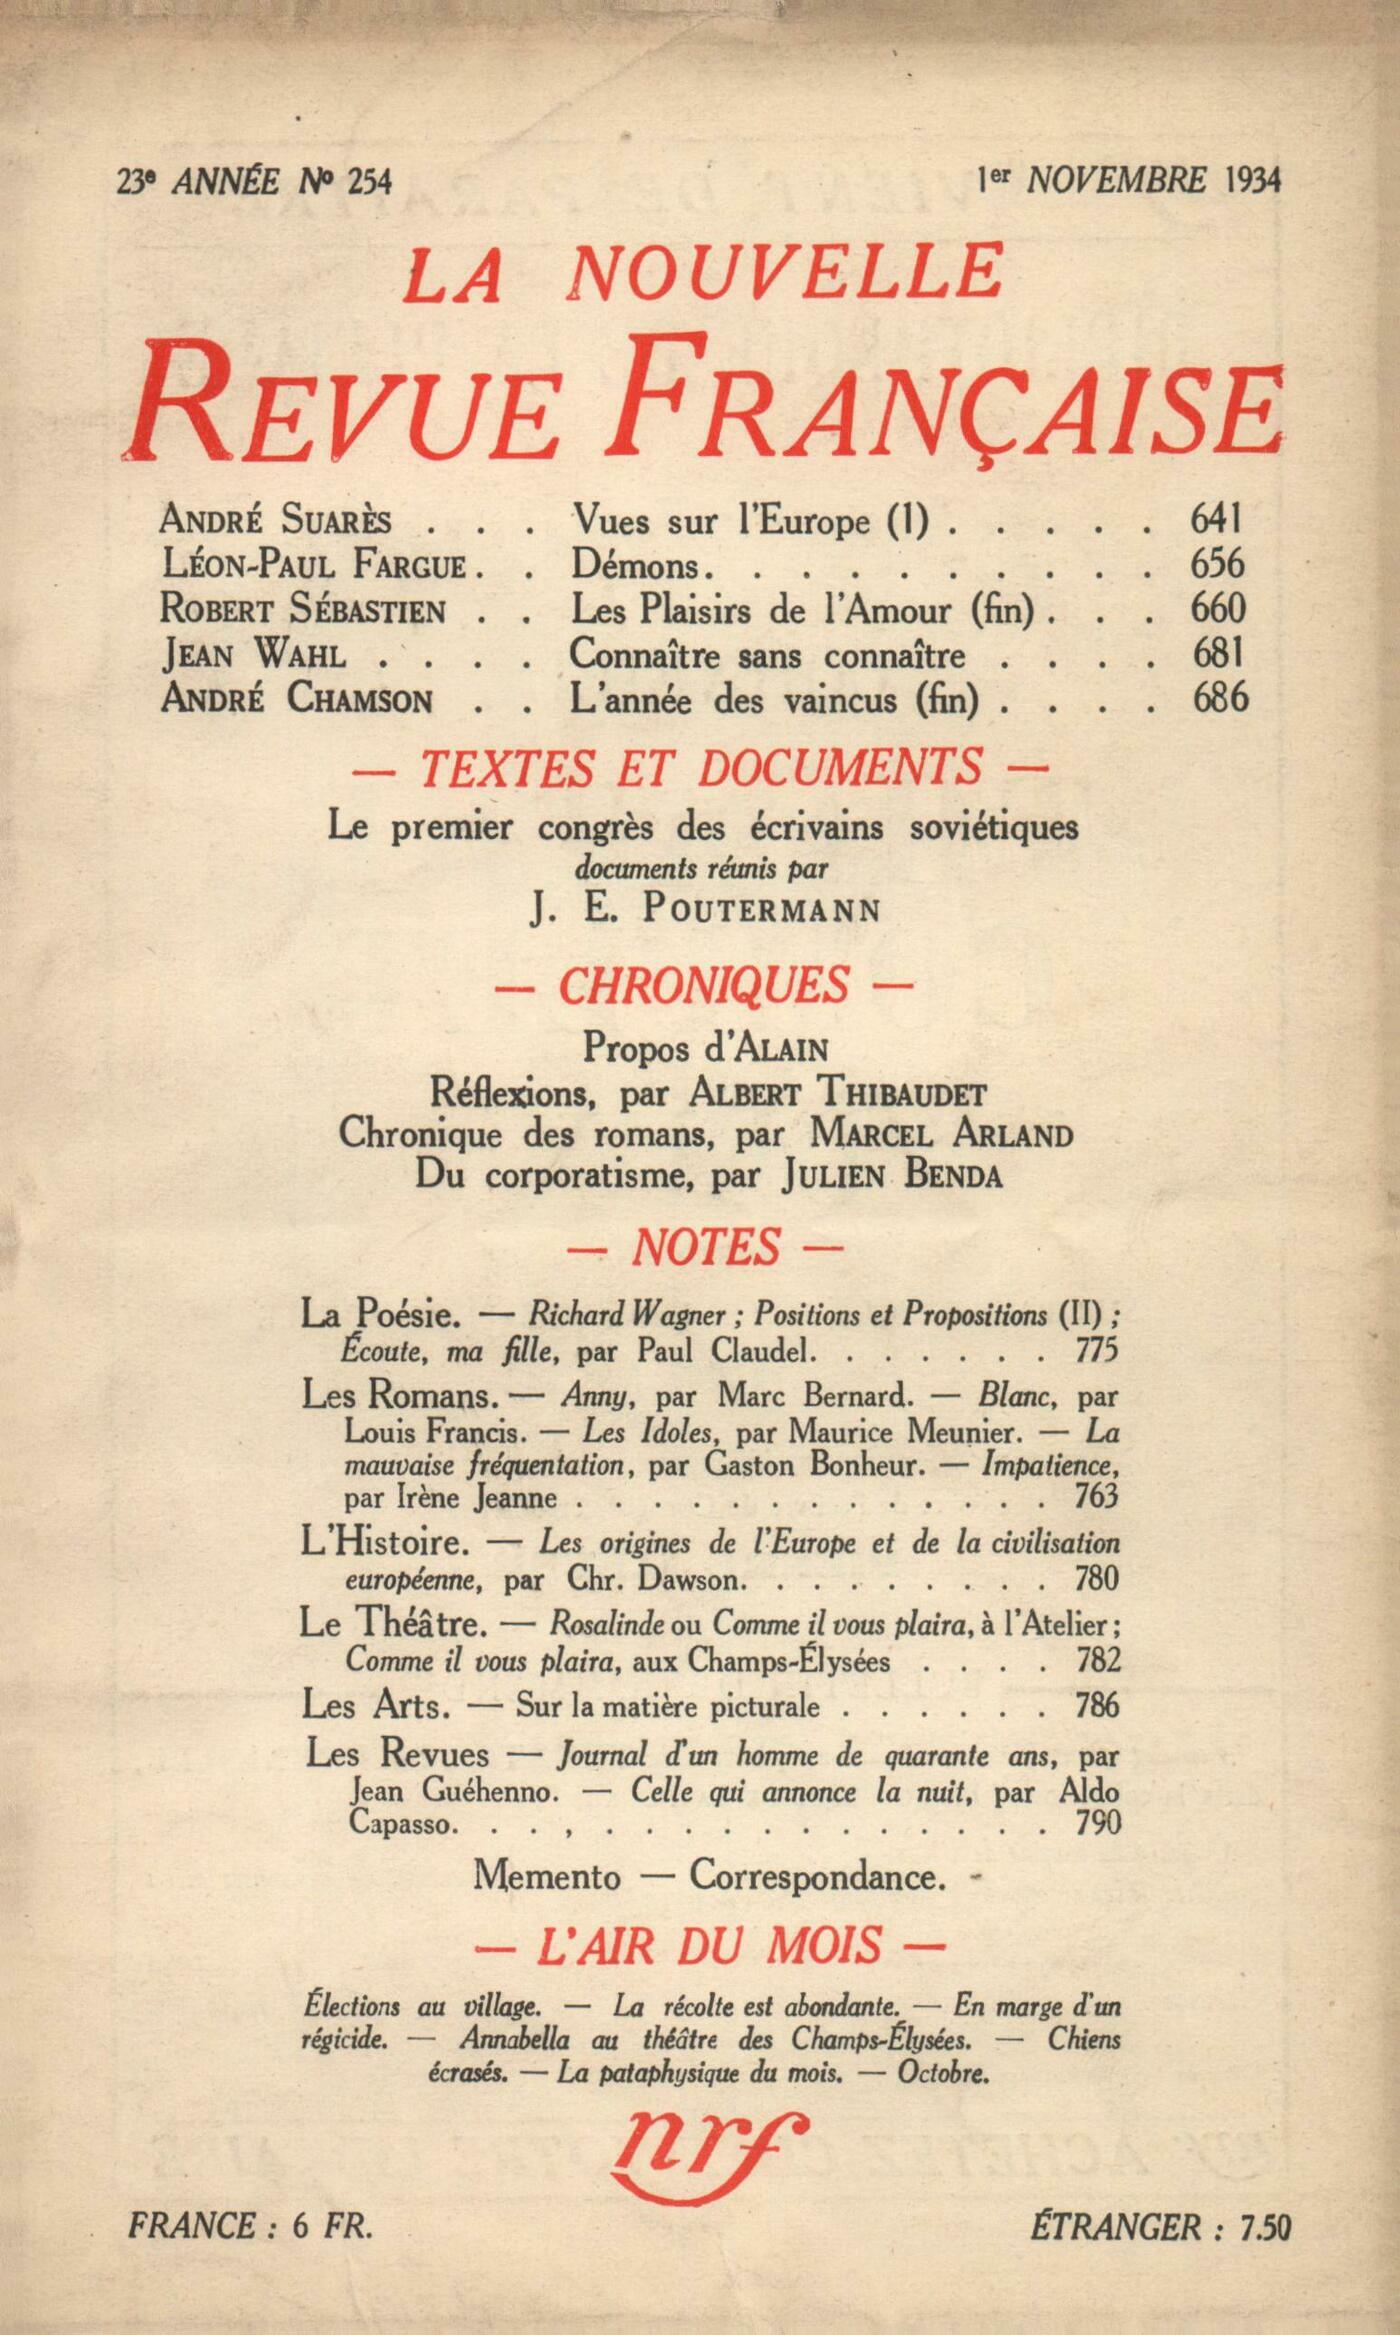 23e ANNÉE No 254
1er NOVEMBRE 1934
LA NOUVELLE
REVUE FRANÇAISE
ANDRÉ SUARÈS . . . Vues sur l'Europe (I) . . . . . 641
LÉON-PAUL FARGUE . . Démons. . . . . . . . . . . 656
ROBERT SÉBASTIEN . . Les Plaisirs de l'Amour (fin) . . . 660
JEAN WAHL . . . . Connaître sans connaître . . . . 681
ANDRÉ CHAMSON . . L'année des vaincus (fin) . . . . 686
— TEXTES ET DOCUMENTS —
Le premier congrès des écrivains soviétiques
documents réunis par
J. E. POUTERMANN
— CHRONIQUES —
Propos d'ALAIN
Réflexions, par ALBERT THIBAUDET
Chronique des romans, par MARCEL ARLAND
Du corporatisme, par JULIEN BENDA
— NOTES —
La Poésie. — Richard Wagner ; Positions et Propositions (II) ;
Écoute, ma fille, par Paul Claudel. . . . . . . 775
Les Romans. — Anny, par Marc Bernard. — Blanc, par
Louis Francis. — Les Idoles, par Maurice Meunier. — La
mauvaise fréquentation, par Gaston Bonheur. — Impatience,
par Irène Jeanne . . . . . . . . . . . . . 763
L'Histoire. — Les origines de l'Europe et de la civilisation
européenne, par Chr. Dawson. . . . . . . . . 780
Le Théâtre. — Rosalinde ou Comme il vous plaira, à l'Atelier ;
Comme il vous plaira, aux Champs-Élysées . . . . 782
Les Arts. — Sur la matière picturale . . . . . . 786
Les Revues — Journal d'un homme de quarante ans, par
Jean Guéhenno. — Celle qui annonce la nuit, par Aldo
Capasso. . . . , . . . . . . . . . . . . 790
Memento — Correspondance. -
— L'AIR DU MOIS —
Élections au village. — La récolte est abondante. — En marge d'un
régicide. — Annabella au théâtre des Champs-Élysées. — Chiens
écrasés. — La pataphysique du mois. — Octobre.
nrf
FRANCE : 6 FR.
ÉTRANGER : 7.50